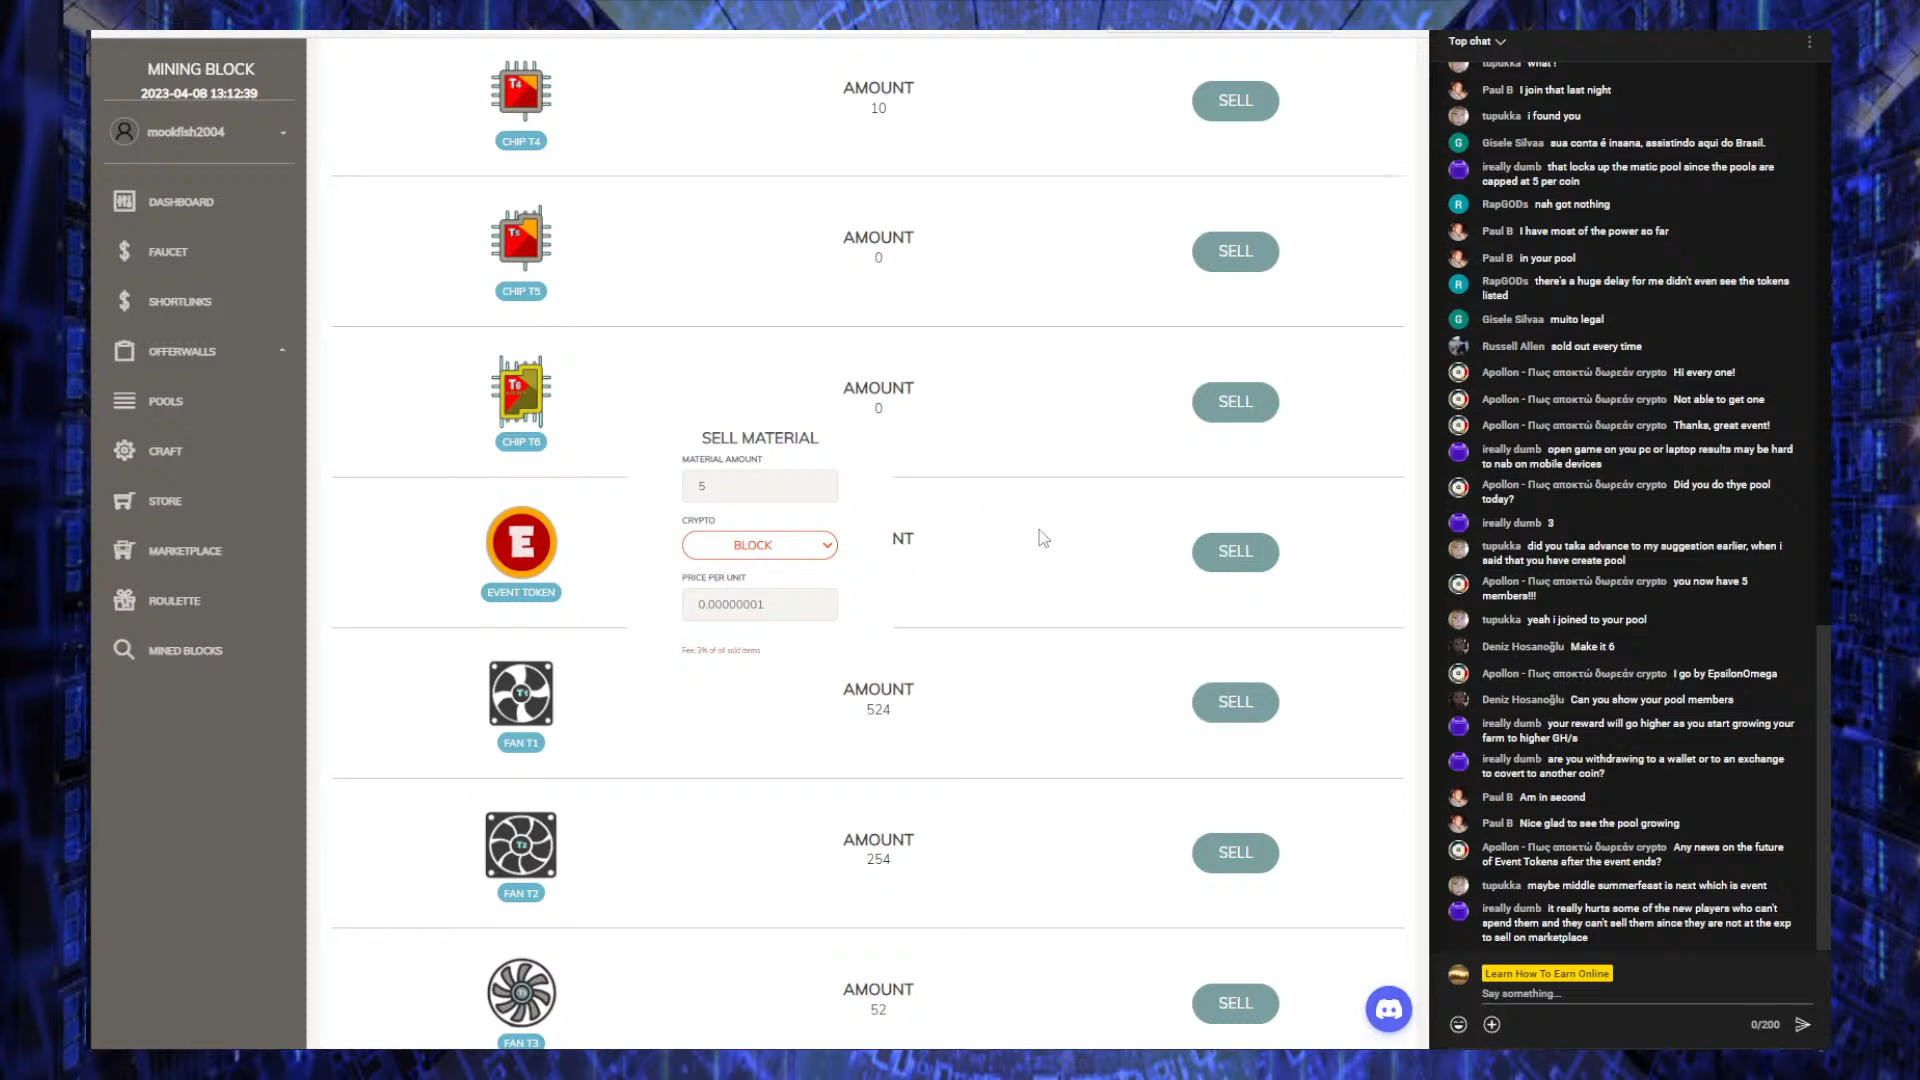 MINING BLOCK
2023-04-08 13:12:39
mookfish2004
DASHBOARD
FAUCET
SHORTLINKS
OFFERWALLS
POOLS
CRAFT
STORE
MARKETPLACE
ROULETTE
MINED BLOCKS
T4
CHIP T4
AMOUNT
10
SELL
T5
CHIP T5
AMOUNT
0
SELL
T6
CHIP T6
AMOUNT
0
SELL
SELL MATERIAL
MATERIAL AMOUNT
5
CRYPTO
BLOCK
PRICE PER UNIT
0.00000001
Fee: 3% of all sold items
E
EVENT TOKEN
NT
SELL
T1
FAN T1
AMOUNT
524
SELL
T2
FAN T2
AMOUNT
254
SELL
FAN T3
AMOUNT
52
SELL
Top chat
tupukka what !
Paul B I join that last night
tupukka i found you
G Gisele Silvaa sua conta é insana, assistindo aqui do Brasil.
ireally dumb that locks up the matic pool since the pools are
capped at 5 per coin
R RapGODs nah got nothing
Paul B I have most of the power so far
Paul B in your pool
R RapGODs there's a huge delay for me didn't even see the tokens
listed
G Gisele Silvaa muito legal
Russell Allen sold out every time
Apollon - Πως αποκτώ δωρεάν crypto Hi every one!
Apollon - Πως αποκτώ δωρεάν crypto Not able to get one
Apollon - Πως αποκτώ δωρεάν crypto Thanks, great event!
ireally dumb open game on you pc or laptop results may be hard
to nab on mobile devices
Apollon - Πως αποκτώ δωρεάν crypto Did you do thye pool
today?
ireally dumb 3
tupukka did you taka advance to my suggestion earlier, when i
said that you have create pool
Apollon - Πως αποκτώ δωρεάν crypto you now have 5
members!!!
tupukka yeah i joined to your pool
Deniz Hosanoğlu Make it 6
Apollon - Πως αποκτώ δωρεάν crypto I go by EpsilonOmega
Deniz Hosanoğlu Can you show your pool members
ireally dumb your reward will go higher as you start growing your
farm to higher GH/s
ireally dumb are you withdrawing to a wallet or to an exchange
to covert to another coin?
Paul B Am in second
Paul B Nice glad to see the pool growing
Apollon - Πως αποκτώ δωρεάν crypto Any news on the future
of Event Tokens after the event ends?
tupukka maybe middle summerfeast is next which is event
ireally dumb it really hurts some of the new players who can't
spend them and they can't sell them since they are not at the exp
to sell on marketplace
Learn How To Earn Online
Say something...
0/200